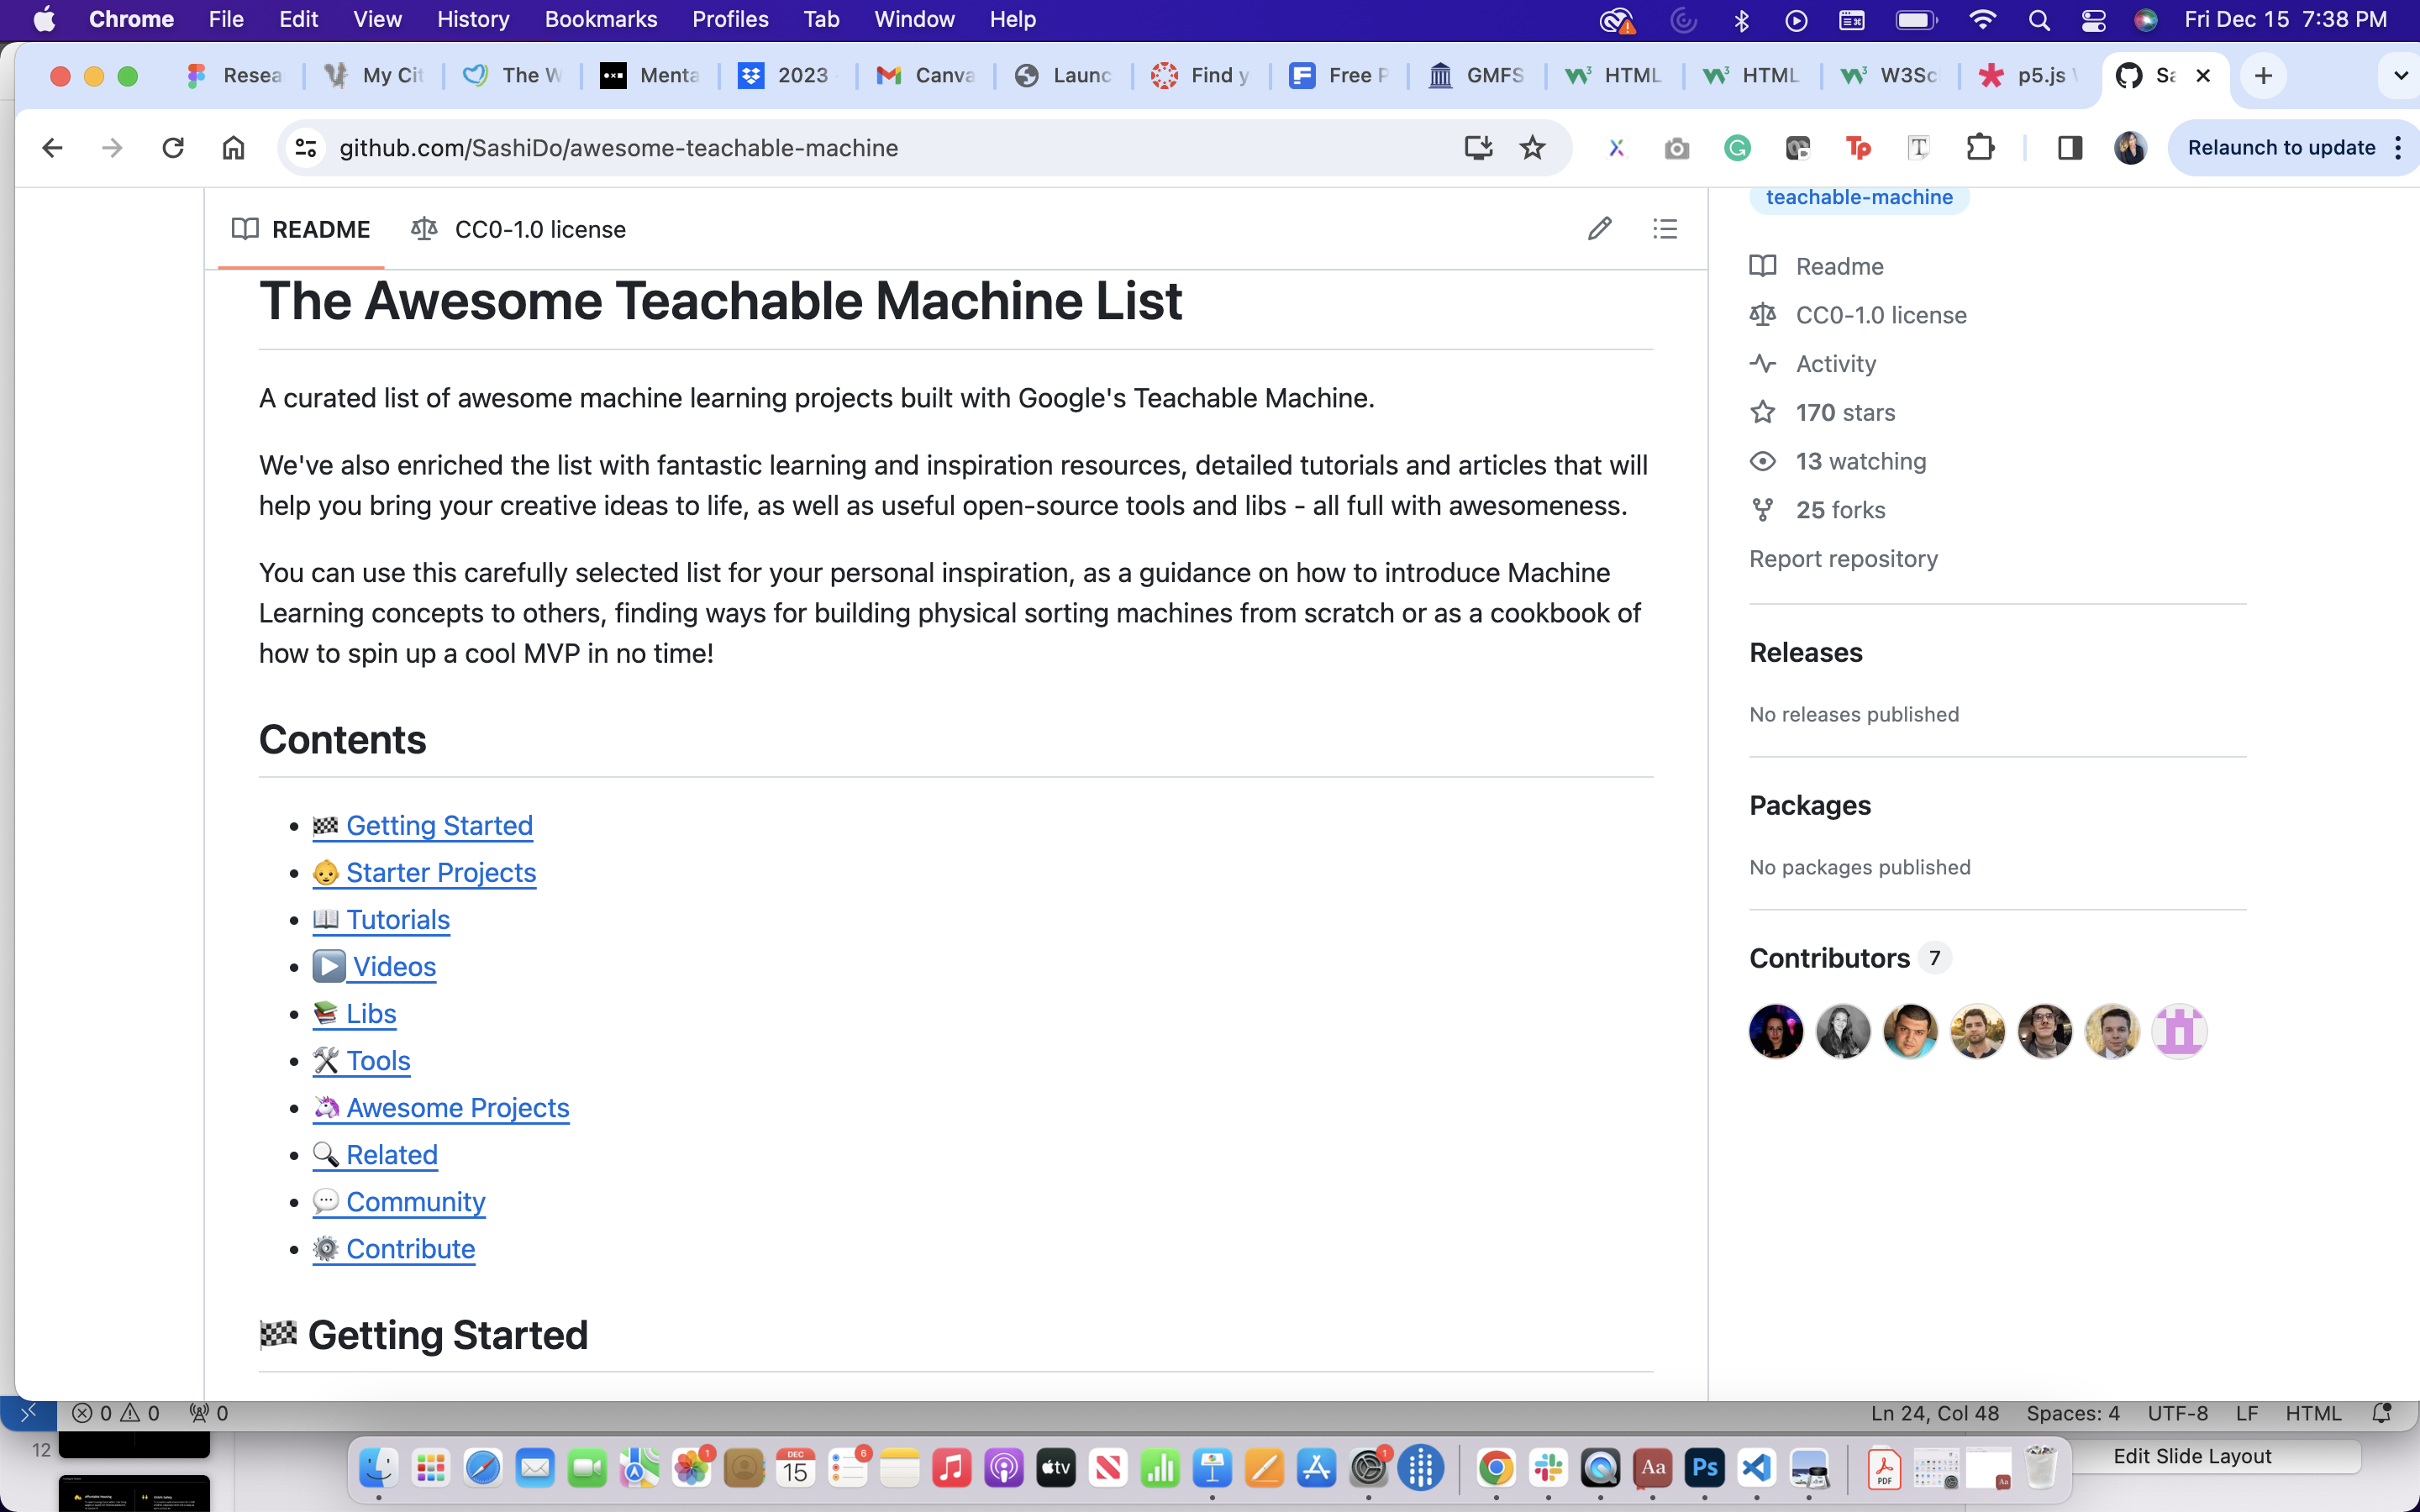 Chrome File Edit View History Bookmarks Profiles Tab Window Help Fri Dec 15 7:38 PM
Resea My Cit The W Menta 2023 Canva Launc Find y Free P GMFS HTML HTML W3Sc p5.js Sa
github.com/SashiDo/awesome-teachable-machine Relaunch to update
README CC0-1.0 license
The Awesome Teachable Machine List
A curated list of awesome machine learning projects built with Google's Teachable Machine.
We've also enriched the list with fantastic learning and inspiration resources, detailed tutorials and articles that will
help you bring your creative ideas to life, as well as useful open-source tools and libs - all full with awesomeness.
You can use this carefully selected list for your personal inspiration, as a guidance on how to introduce Machine
Learning concepts to others, finding ways for building physical sorting machines from scratch or as a cookbook of
how to spin up a cool MVP in no time!
Contents
Getting Started
Starter Projects
Tutorials
Videos
Libs
Tools
Awesome Projects
Related
Community
Contribute
Getting Started
teachable-machine
Readme
CC0-1.0 license
Activity
170 stars
13 watching
25 forks
Report repository
Releases
No releases published
Packages
No packages published
Contributors 7
0 0 0 Ln 24, Col 48 Spaces: 4 UTF-8 LF HTML
12
Edit Slide Layout
DEC
15
1
6
tv
1
Aa
Ps
PDF